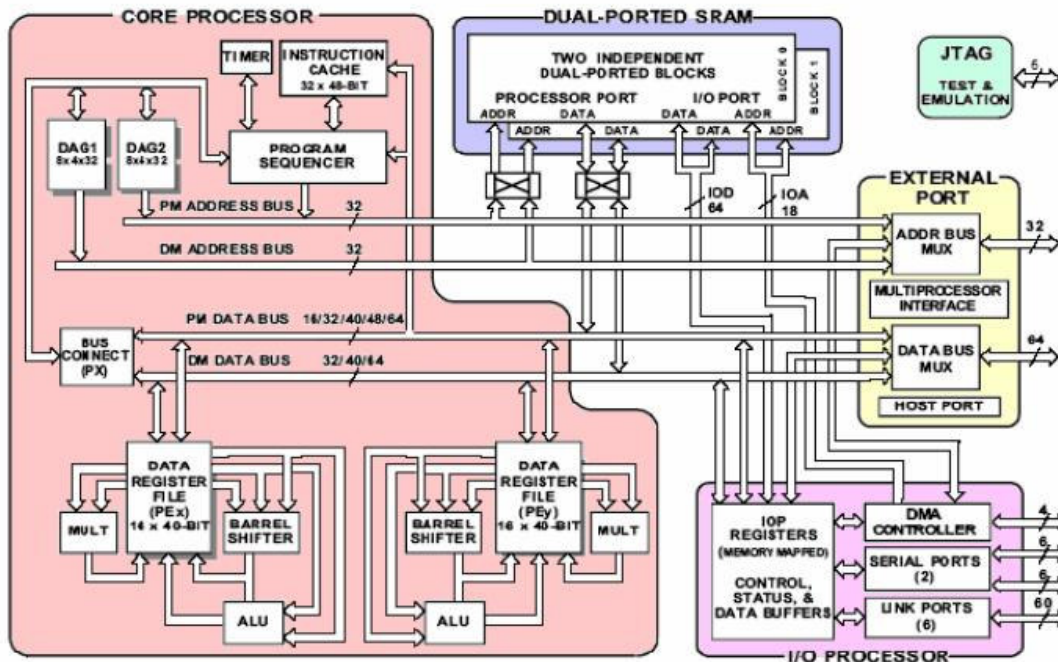 CORE PROCESSOR
TIMER
INSTRUCTION
CACHE
32 x 48-BIT
DAG1
8x4x32
DAG2
8x4x32
PROGRAM
SEQUENCER
PM ADDRESS BUS
32
DM ADDRESS BUS
32
PM DATA BUS
16/32/40/48/64
DM DATA BUS
32/40/64
BUS
CONNECT
(PX)
DATA
REGISTER
FILE
(PEx)
16 x 40-BIT
MULT
BARREL
SHIFTER
ALU
DATA
REGISTER
FILE
(PEy)
16 x 40-BIT
BARREL
SHIFTER
MULT
ALU
DUAL-PORTED SRAM
TWO INDEPENDENT
DUAL-PORTED BLOCKS
PROCESSOR PORT
I/O PORT
BLOCK 0
BLOCK 1
ADDR
DATA
DATA
ADDR
ADDR
DATA
DATA
ADDR
IOD
64
IOA
18
JTAG
TEST &
EMULATION
EXTERNAL
PORT
ADDR BUS
MUX
32
MULTIPROCESSOR
INTERFACE
DATA BUS
MUX
64
HOST PORT
IOP
REGISTERS
(MEMORY MAPPED)
CONTROL,
STATUS, &
DATA BUFFERS
DMA
CONTROLLER
4
SERIAL PORTS
(2)
6
6
LINK PORTS
(6)
60
I/O PROCESSOR